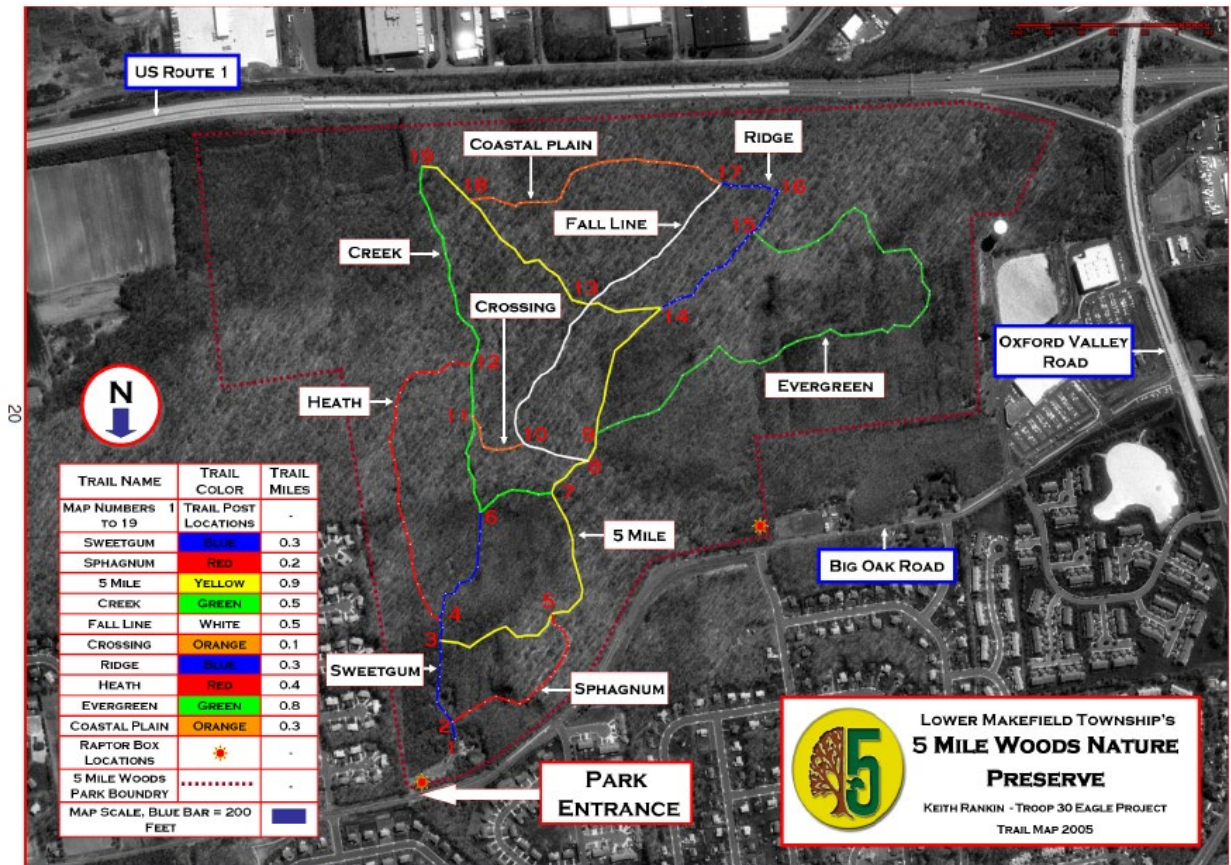 US ROUTE 1
COASTAL PLAIN
RIDGE
19
18
17
16
FALL LINE
15
CREEK
13
14
CROSSING
OXFORD VALLEY
ROAD
12
EVERGREEN
HEATH
N
11
10
9
8
20
7
6
5 MILE
BIG OAK ROAD
5
4
3
SWEETGUM
SPHAGNUM
2
1
PARK
ENTRANCE
TRAIL NAME TRAIL COLOR TRAIL MILES
MAP NUMBERS 1 TO 19 TRAIL POST LOCATIONS -
SWEETGUM BLUE 0.3
SPHAGNUM RED 0.2
5 MILE YELLOW 0.9
CREEK GREEN 0.5
FALL LINE WHITE 0.5
CROSSING ORANGE 0.1
RIDGE BLUE 0.3
HEATH RED 0.4
EVERGREEN GREEN 0.8
COASTAL PLAIN ORANGE 0.3
RAPTOR BOX LOCATIONS -
5 MILE WOODS PARK BOUNDRY -
MAP SCALE, BLUE BAR = 200 FEET
5
LOWER MAKEFIELD TOWNSHIP'S
5 MILE WOODS NATURE
PRESERVE
KEITH RANKIN - TROOP 30 EAGLE PROJECT
TRAIL MAP 2005